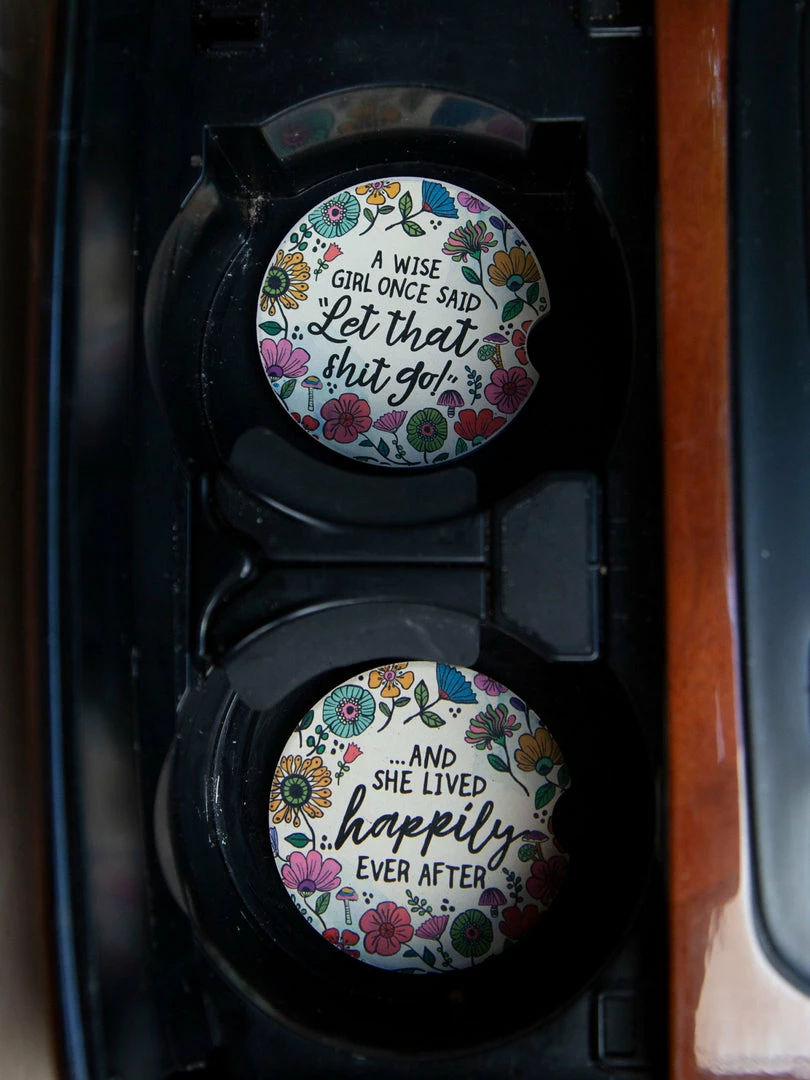 A WISE
GIRL ONCE SAID
"Let that
shit go!"
...AND
SHE LIVED
happily
EVER AFTER